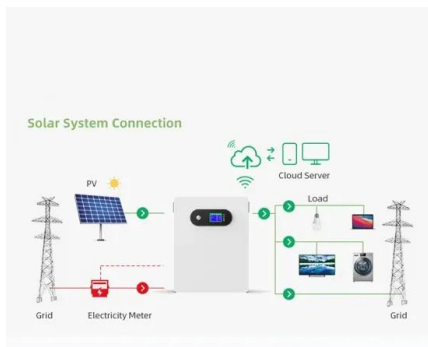 Solar System Connection
Cloud Server
PV
Load
Grid
Electricity Meter
Grid